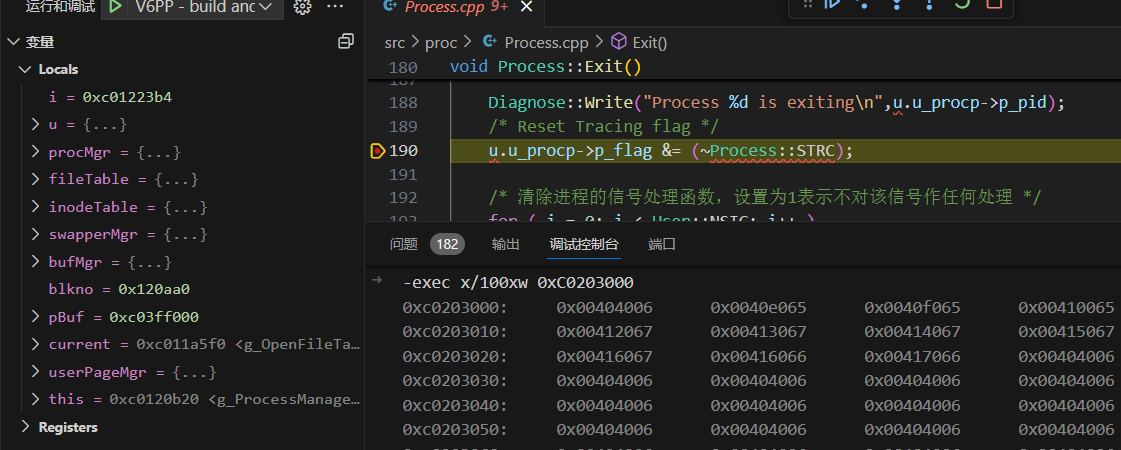 运行和调试 V6PP - build and
变量
Locals
i = 0xc01223b4
u = {...}
procMgr = {...}
fileTable = {...}
inodeTable = {...}
swapperMgr = {...}
bufMgr = {...}
blkno = 0x120aa0
pBuf = 0xc03ff000
current = 0xc011a5f0 <g_OpenFileTa…
userPageMgr = {...}
this = 0xc0120b20 <g_ProcessManage…
Registers
Process.cpp 9+
src > proc > Process.cpp > Exit()
180 void Process::Exit()
188 Diagnose::Write("Process %d is exiting\n",u.u_procp->p_pid);
189 /* Reset Tracing flag */
190 u.u_procp->p_flag &= (~Process::STRC);
191
192 /* 清除进程的信号处理函数，设置为1表示不对该信号作任何处理 */
193 for ( i = 0; i < User::NSIG; i++ )
问题 182 输出 调试控制台 端口
-exec x/100xw 0xC0203000
0xc0203000: 0x00404006 0x0040e065 0x0040f065 0x00410065
0xc0203010: 0x00412067 0x00413067 0x00414067 0x00415067
0xc0203020: 0x00416067 0x00416066 0x00417066 0x00404006
0xc0203030: 0x00404006 0x00404006 0x00404006 0x00404006
0xc0203040: 0x00404006 0x00404006 0x00404006 0x00404006
0xc0203050: 0x00404006 0x00404006 0x00404006 0x00404006